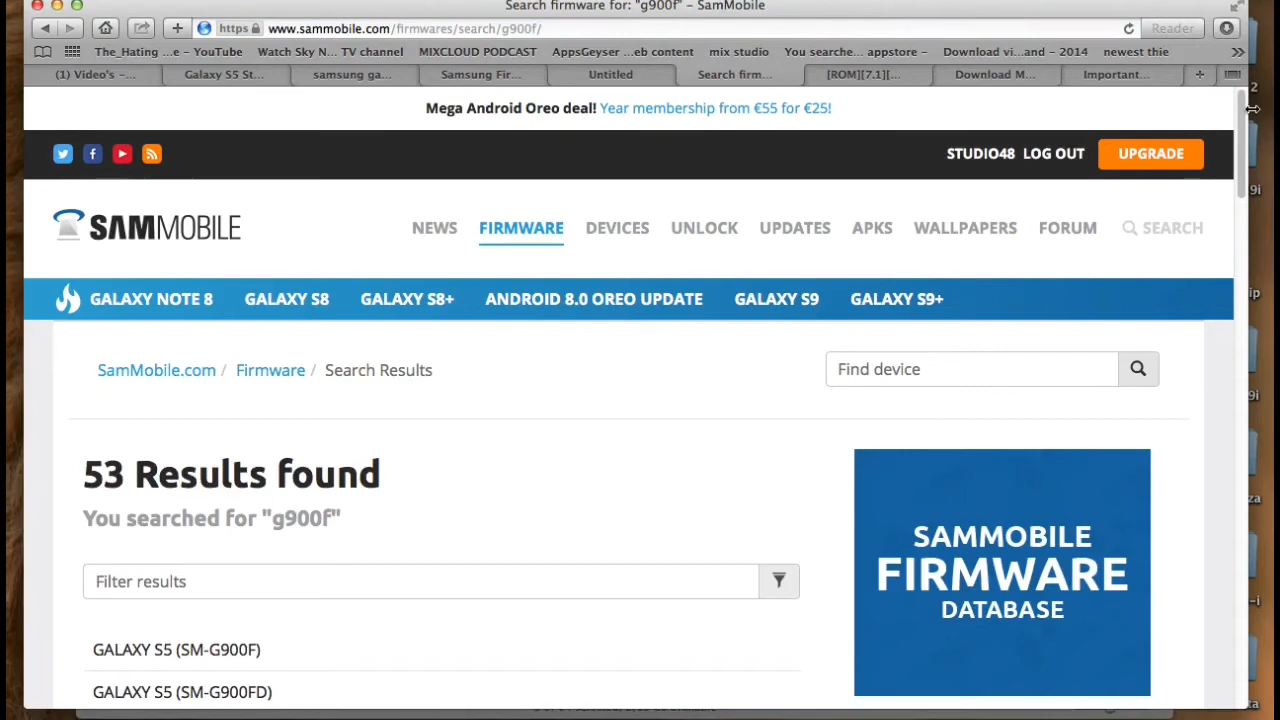 Search firmware for: "g900f" – SamMobile
https www.sammobile.com/firmwares/search/g900f/ Reader
The_Hating ...e – YouTube Watch Sky N... TV channel MIXCLOUD PODCAST AppsGeyser ...eb content mix studio You searche... appstore – Download vi...and – 2014 newest thie
(1) Video's –... Galaxy S5 St... samsung ga... Samsung Fir... Untitled Search firm... [ROM][7.1][... Download M... Important...
Mega Android Oreo deal! Year membership from €55 for €25!
STUDIO48 LOG OUT UPGRADE
SAMMOBILE NEWS FIRMWARE DEVICES UNLOCK UPDATES APKS WALLPAPERS FORUM SEARCH
GALAXY NOTE 8 GALAXY S8 GALAXY S8+ ANDROID 8.0 OREO UPDATE GALAXY S9 GALAXY S9+
SamMobile.com / Firmware / Search Results Find device
53 Results found
You searched for "g900f"
Filter results
GALAXY S5 (SM-G900F)
GALAXY S5 (SM-G900FD)
SAMMOBILE
FIRMWARE
DATABASE